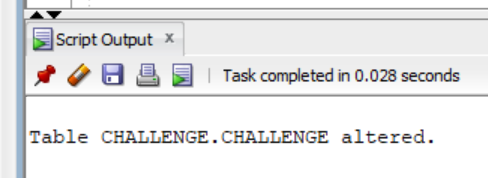 Script Output x
Task completed in 0.028 seconds
Table CHALLENGE.CHALLENGE altered.